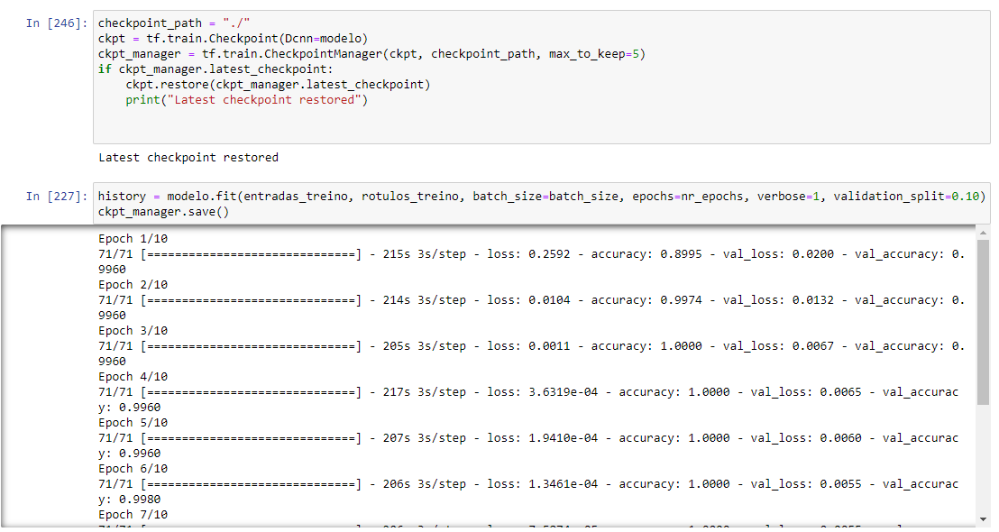 In [246]: checkpoint_path = "./"
ckpt = tf.train.Checkpoint(Dcnn=modelo)
ckpt_manager = tf.train.CheckpointManager(ckpt, checkpoint_path, max_to_keep=5)
if ckpt_manager.latest_checkpoint:
    ckpt.restore(ckpt_manager.latest_checkpoint)
    print("Latest checkpoint restored")
Latest checkpoint restored
In [227]: history = modelo.fit(entradas_treino, rotulos_treino, batch_size=batch_size, epochs=nr_epochs, verbose=1, validation_split=0.10)
ckpt_manager.save()
Epoch 1/10
71/71 [==============================] - 215s 3s/step - loss: 0.2592 - accuracy: 0.8995 - val_loss: 0.0200 - val_accuracy: 0.
9960
Epoch 2/10
71/71 [==============================] - 214s 3s/step - loss: 0.0104 - accuracy: 0.9974 - val_loss: 0.0132 - val_accuracy: 0.
9960
Epoch 3/10
71/71 [==============================] - 205s 3s/step - loss: 0.0011 - accuracy: 1.0000 - val_loss: 0.0067 - val_accuracy: 0.
9960
Epoch 4/10
71/71 [==============================] - 217s 3s/step - loss: 3.6319e-04 - accuracy: 1.0000 - val_loss: 0.0065 - val_accurac
y: 0.9960
Epoch 5/10
71/71 [==============================] - 207s 3s/step - loss: 1.9410e-04 - accuracy: 1.0000 - val_loss: 0.0060 - val_accurac
y: 0.9960
Epoch 6/10
71/71 [==============================] - 206s 3s/step - loss: 1.3461e-04 - accuracy: 1.0000 - val_loss: 0.0055 - val_accurac
y: 0.9980
Epoch 7/10